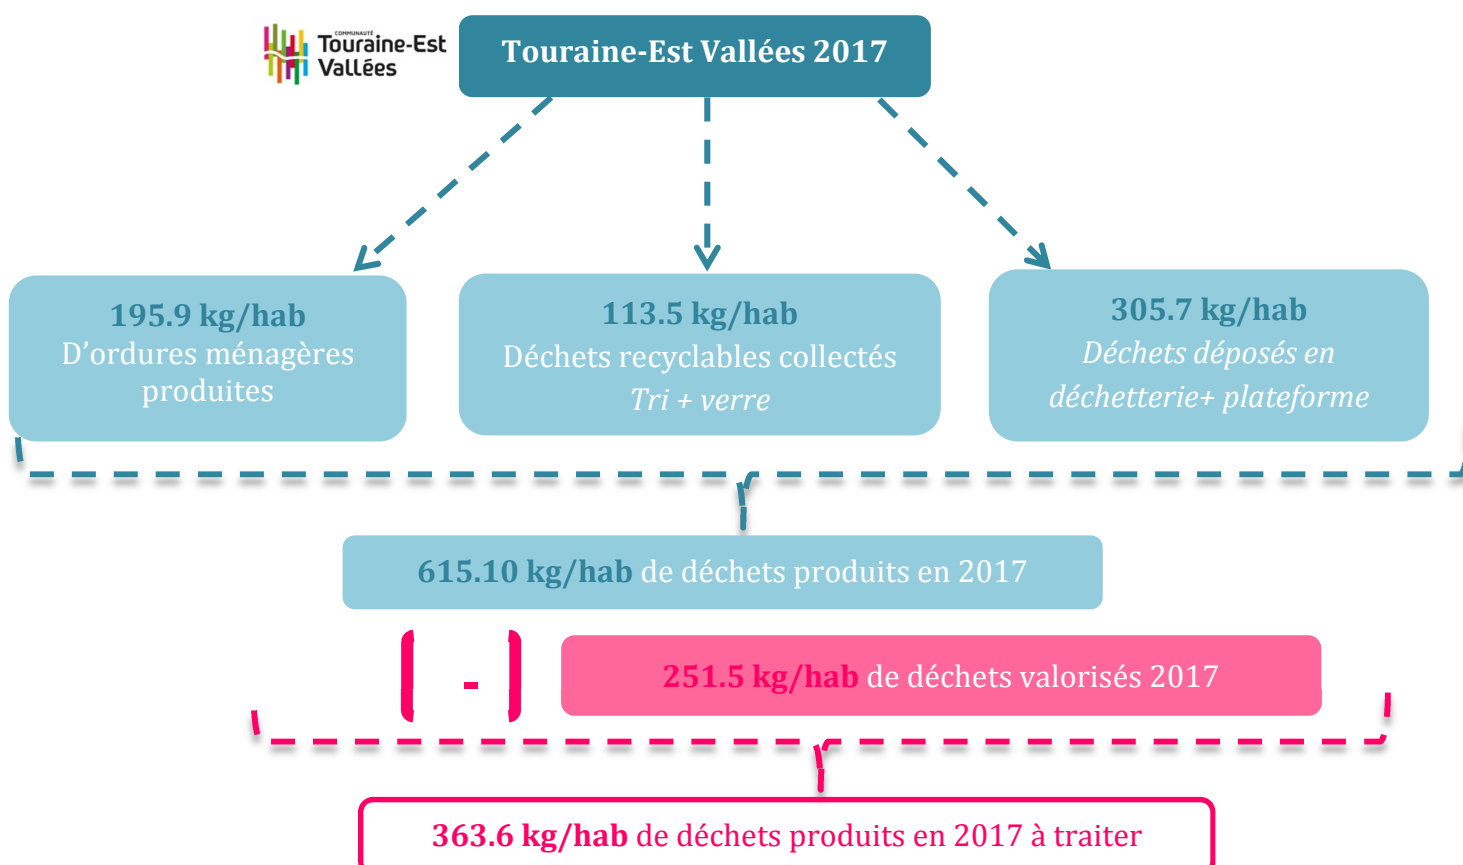 COMMUNAUTÉ
Touraine-Est
Vallées
Touraine-Est Vallées 2017
195.9 kg/hab
D'ordures ménagères
produites
113.5 kg/hab
Déchets recyclables collectés
Tri + verre
305.7 kg/hab
Déchets déposés en
déchetterie+ plateforme
615.10 kg/hab de déchets produits en 2017
-
251.5 kg/hab de déchets valorisés 2017
363.6 kg/hab de déchets produits en 2017 à traiter